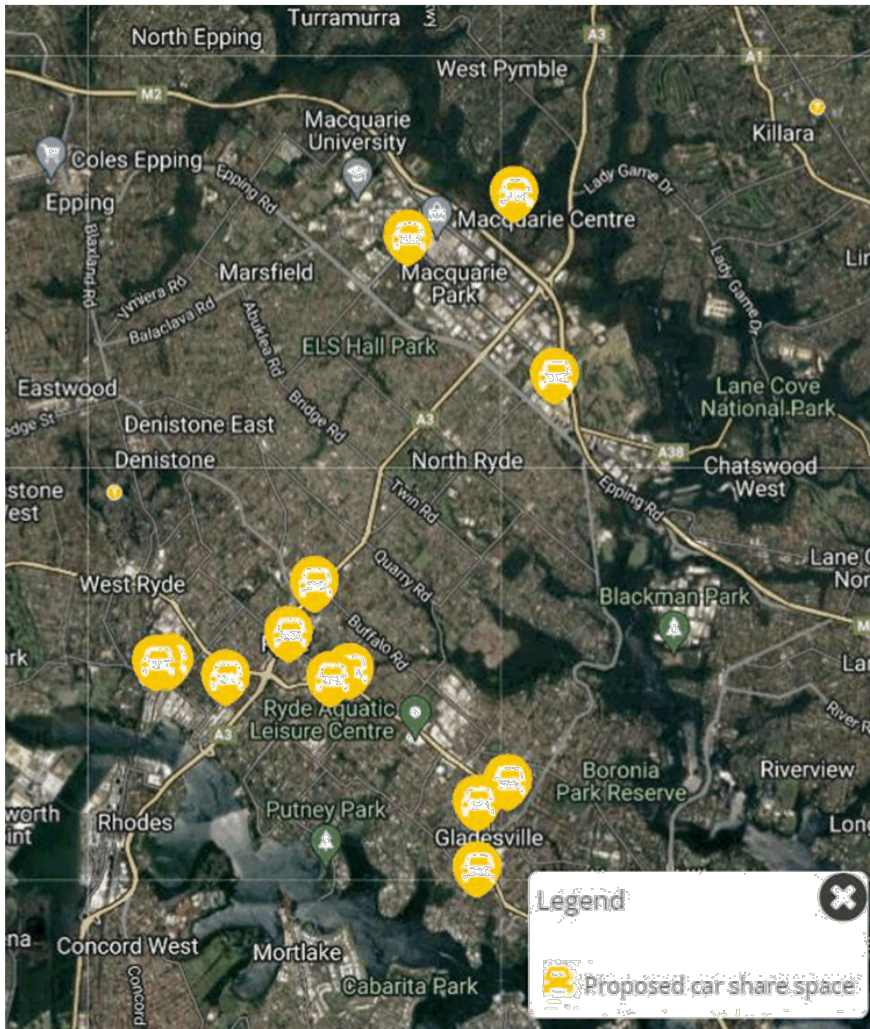 Turramurra
North Epping
A3
A1
West Pymble
M2
Macquarie
University
Killara
Coles Epping
Epping Rd
Lady Game Dr
Epping
Macquarie Centre
Blaxland Rd
Marsfield
Macquarie
Park
Lady Game Dr
Vimiera Rd
Balaclava Rd
Abuklea Rd
ELS Hall Park
Eastwood
Lane Cove
National Park
Bridge Rd
Denistone East
A3
Denistone
North Ryde
A38
Chatswood
West
Twin Rd
Epping Rd
Quarry Rd
West Ryde
Blackman Park
Buffalo Rd
Ryde Aquatic
Leisure Centre
A3
Boronia
Park Reserve
Riverview
Putney Park
Rhodes
Gladesville
Legend
Concord West
Mortlake
Cabarita Park
Concord
Proposed car share space